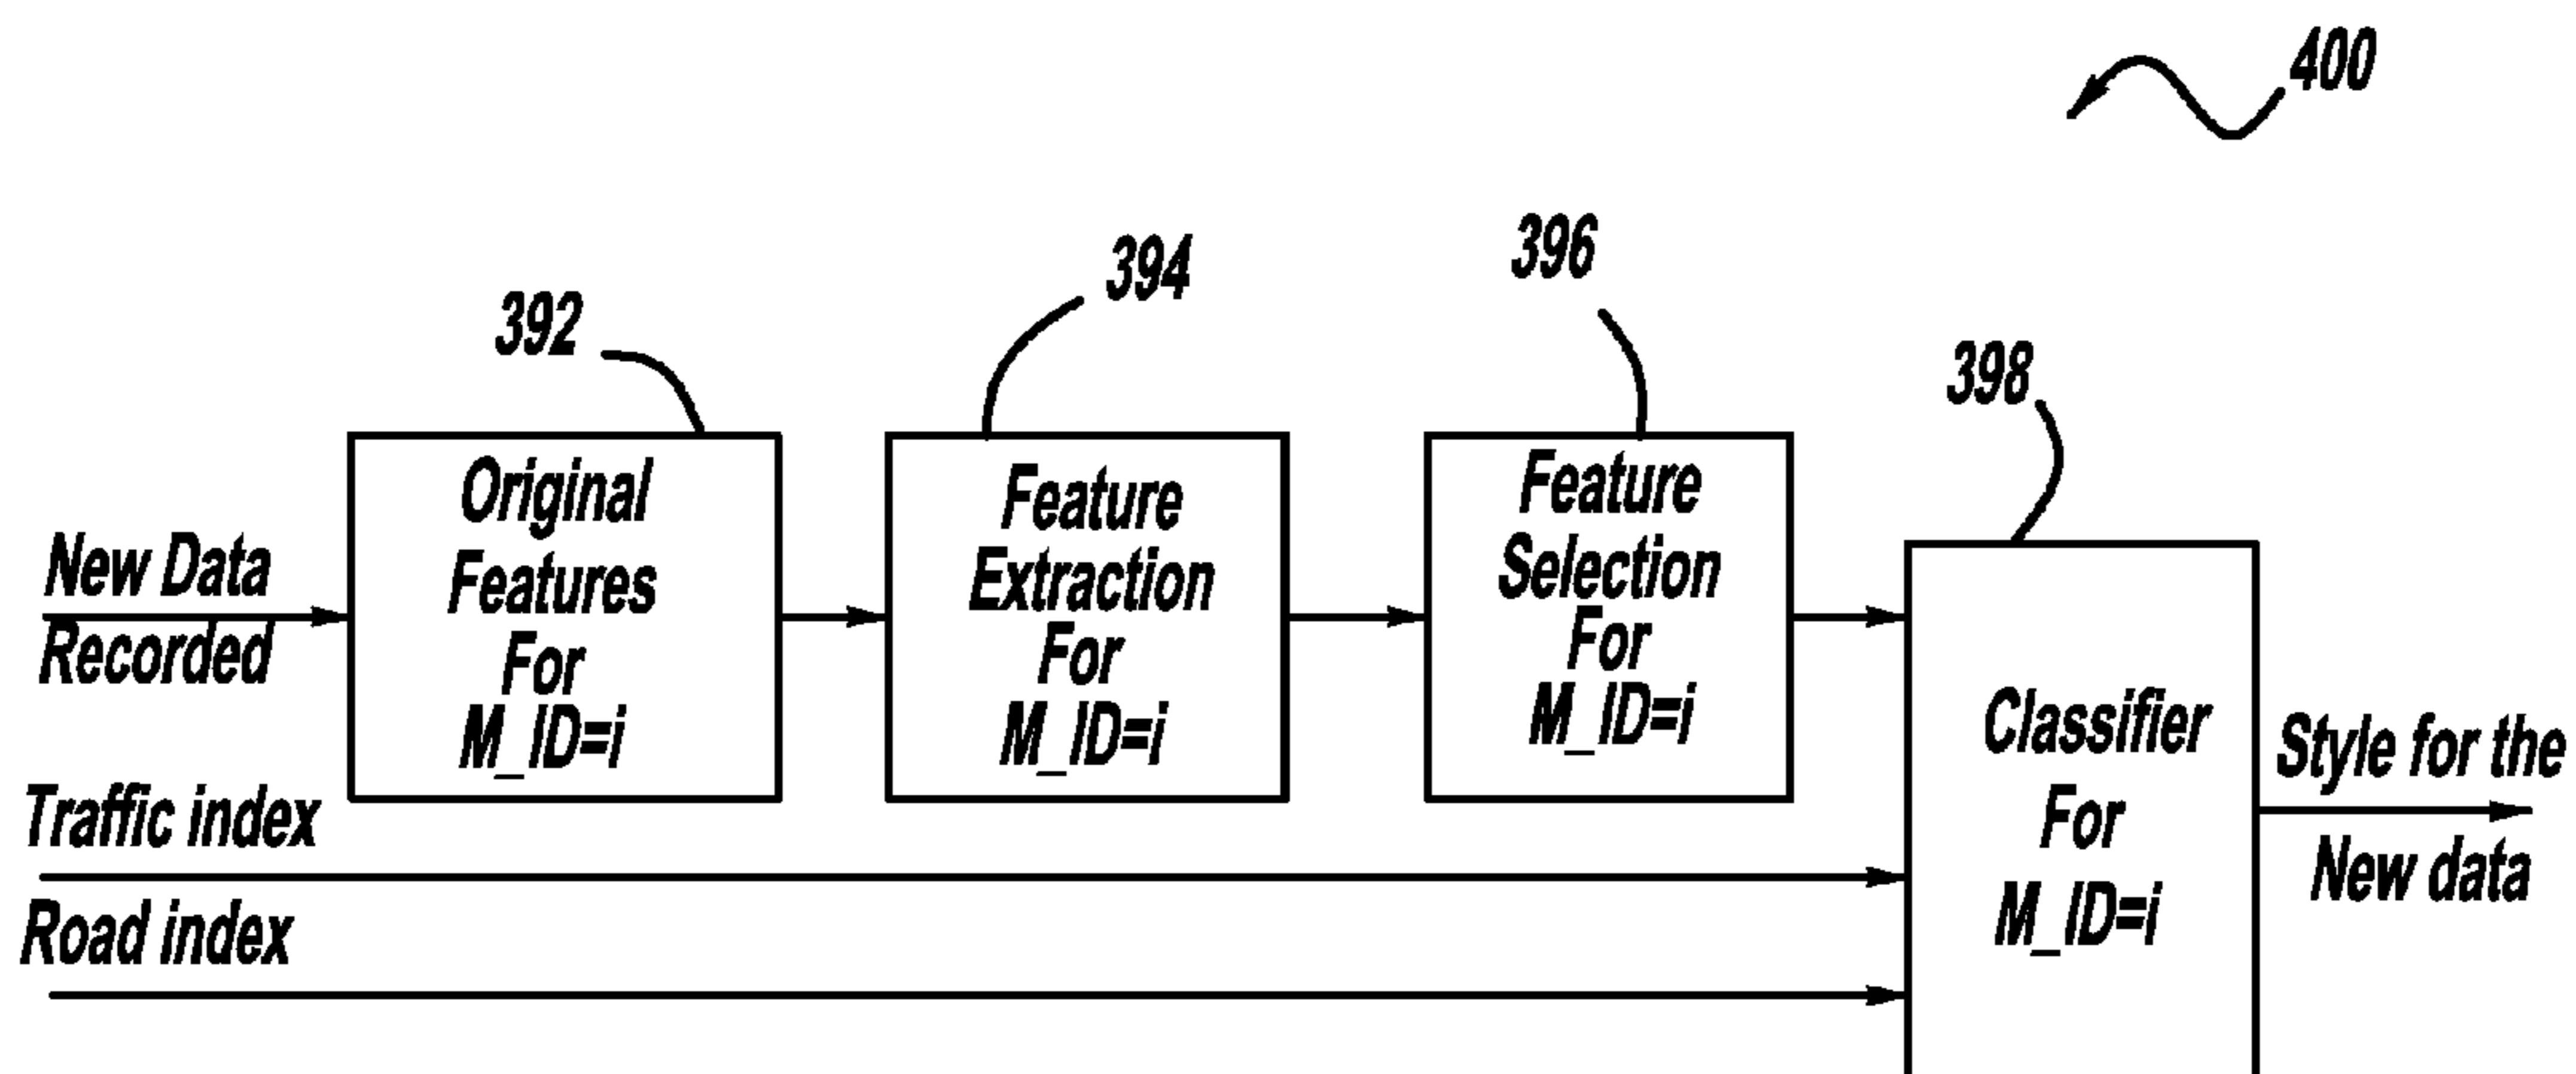 400
392
394
396
398
New Data
Recorded
Original
Features
For
M_ID=i
Feature
Extraction
For
M_ID=i
Feature
Selection
For
M_ID=i
Traffic index
Road index
Classifier
For
M_ID=i
Style for the
New data